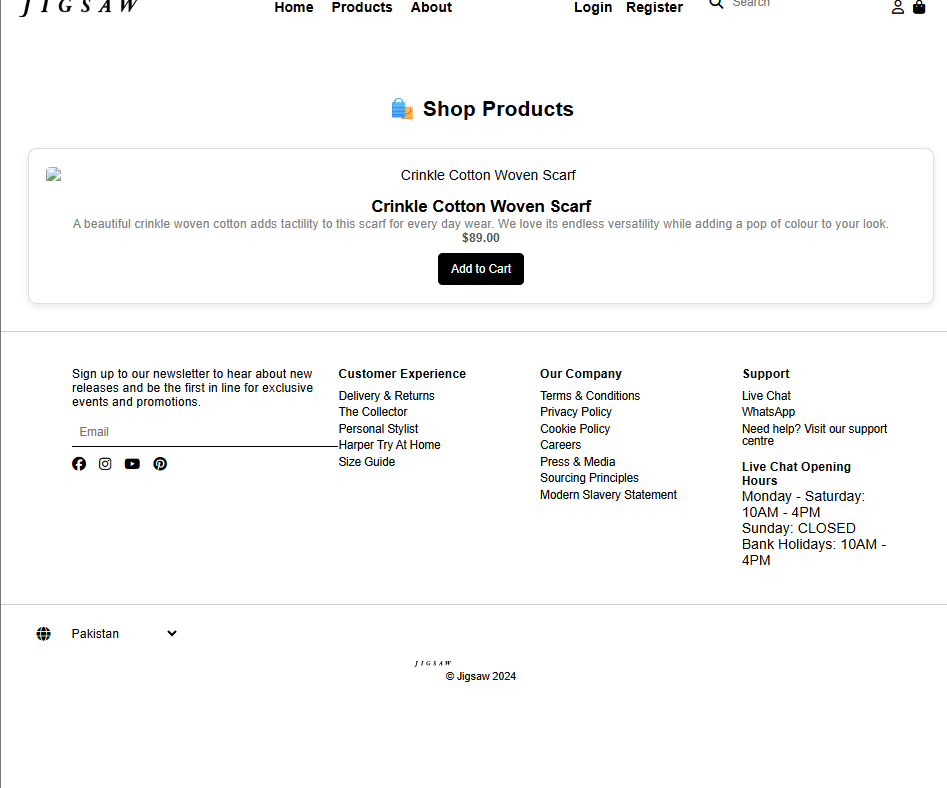 JIGSAW
Home Products About Login Register Search
Shop Products
Crinkle Cotton Woven Scarf
Crinkle Cotton Woven Scarf
A beautiful crinkle woven cotton adds tactility to this scarf for every day wear. We love its endless versatility while adding a pop of colour to your look.
$89.00
Add to Cart
Sign up to our newsletter to hear about new
releases and be the first in line for exclusive
events and promotions.
Email
Customer Experience
Delivery & Returns
The Collector
Personal Stylist
Harper Try At Home
Size Guide
Our Company
Terms & Conditions
Privacy Policy
Cookie Policy
Careers
Press & Media
Sourcing Principles
Modern Slavery Statement
Support
Live Chat
WhatsApp
Need help? Visit our support
centre
Live Chat Opening
Hours
Monday - Saturday:
10AM - 4PM
Sunday: CLOSED
Bank Holidays: 10AM -
4PM
Pakistan
JIGSAW
© Jigsaw 2024